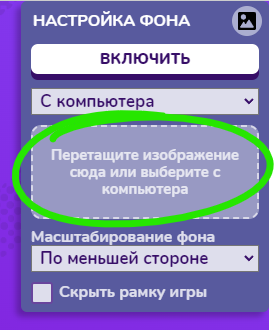 НАСТРОЙКА ФОНА
ВКЛЮЧИТЬ
С компьютера
Перетащите изображение
сюда или выберите с
компьютера
Масштабирование фона
По меньшей стороне
Скрыть рамку игры